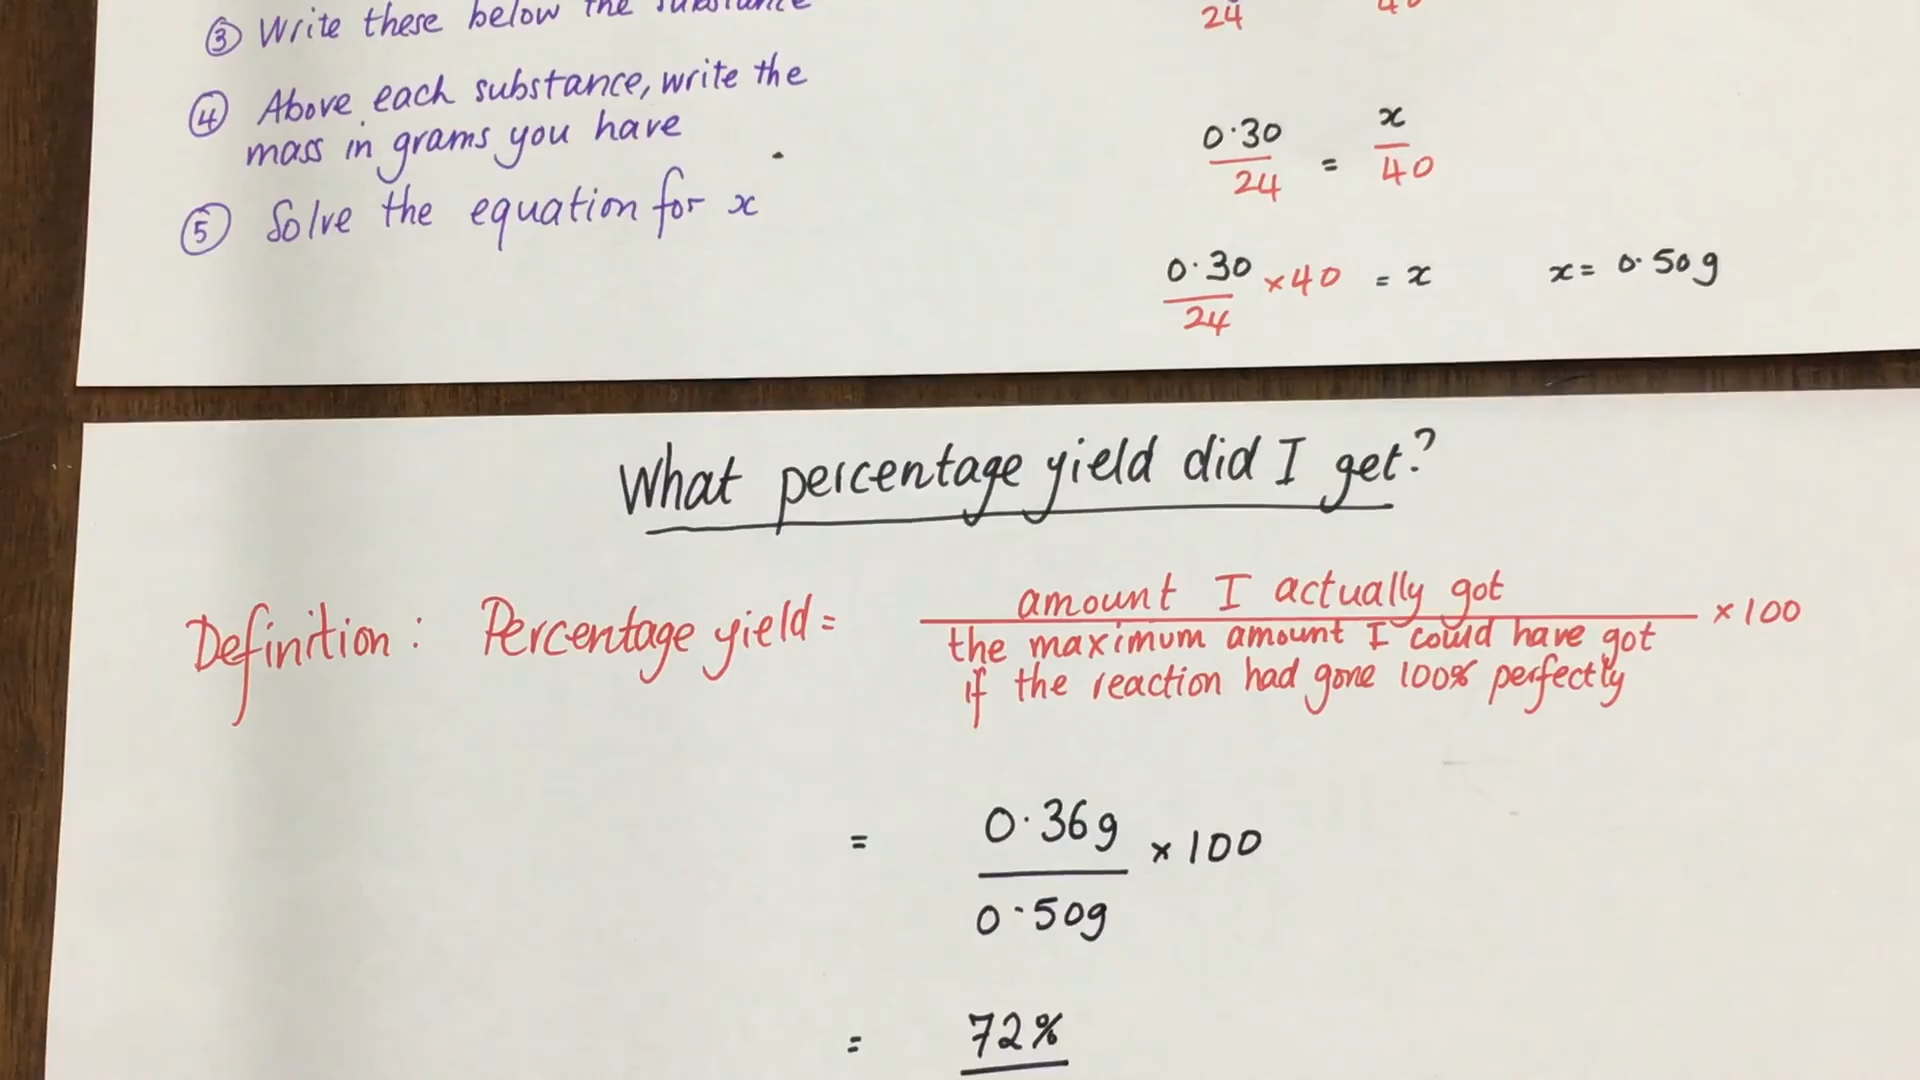 ③ Write these below the substance
④ Above each substance, write the
mass in grams you have
⑤ Solve the equation for x
24 40
0.30/24 = x/40
0.30/24 ×40 = x x = 0.50g
What percentage yield did I get?
Definition: Percentage yield = amount I actually got × 100
the maximum amount I could have got
if the reaction had gone 100% perfectly
= 0.36g/0.50g × 100
= 72%